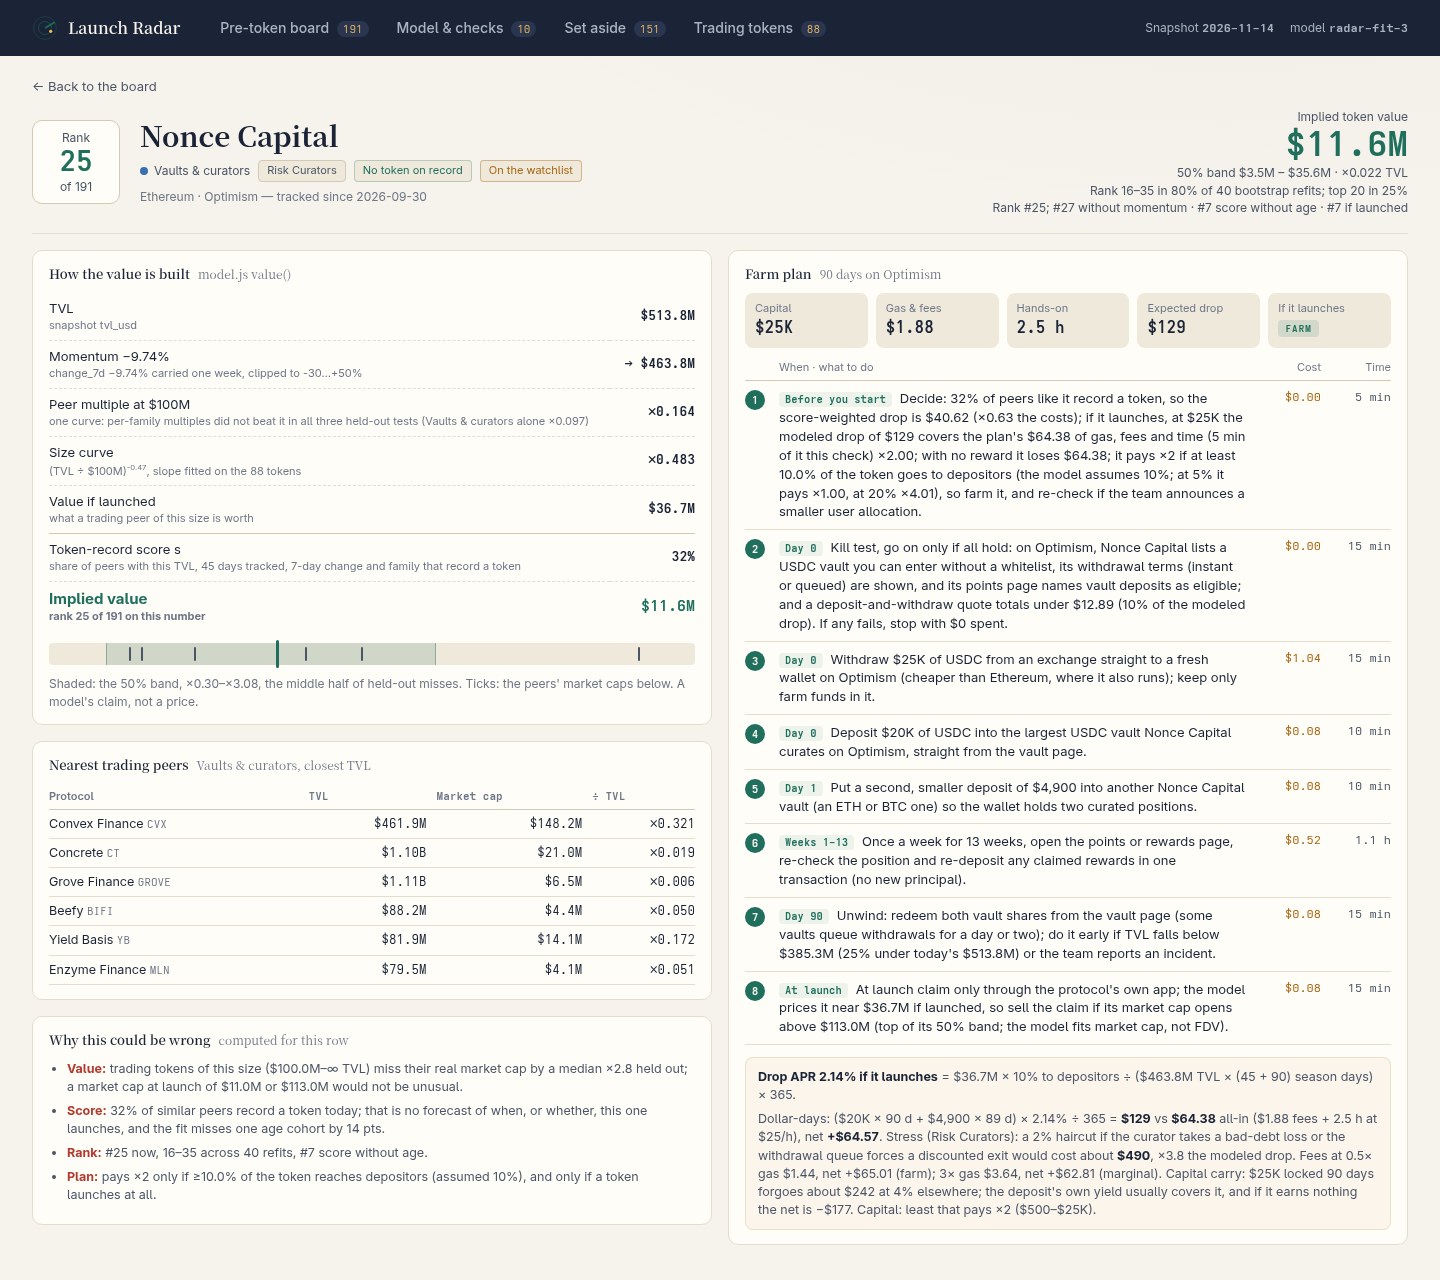 Launch Radar
Pre-token board 191 Model & checks 10 Set aside 151 Trading tokens 88
Snapshot 2026-11-14 model radar-fit-3
← Back to the board
Rank
25
of 191
Nonce Capital
Vaults & curators Risk Curators No token on record On the watchlist
Ethereum · Optimism — tracked since 2026-09-30
Implied token value
$11.6M
50% band $3.5M – $35.6M · ×0.022 TVL
Rank 16–35 in 80% of 40 bootstrap refits; top 20 in 25%
Rank #25; #27 without momentum · #7 score without age · #7 if launched
How the value is built model.js value()
TVL
snapshot tvl_usd
$513.8M
Momentum −9.74%
change_7d −9.74% carried one week, clipped to -30…+50%
→ $463.8M
Peer multiple at $100M
one curve: per-family multiples did not beat it in all three held-out tests (Vaults & curators alone ×0.097)
×0.164
Size curve
(TVL ÷ $100M)^-0.47, slope fitted on the 88 tokens
×0.483
Value if launched
what a trading peer of this size is worth
$36.7M
Token-record score s
share of peers with this TVL, 45 days tracked, 7-day change and family that record a token
32%
Implied value
rank 25 of 191 on this number
$11.6M
Shaded: the 50% band, ×0.30–×3.08, the middle half of held-out misses. Ticks: the peers' market caps below. A
model's claim, not a price.
Nearest trading peers Vaults & curators, closest TVL
Protocol TVL Market cap ÷ TVL
Convex Finance CVX $461.9M $148.2M ×0.321
Concrete CT $1.10B $21.0M ×0.019
Grove Finance GROVE $1.11B $6.5M ×0.006
Beefy BIFI $88.2M $4.4M ×0.050
Yield Basis YB $81.9M $14.1M ×0.172
Enzyme Finance MLN $79.5M $4.1M ×0.051
Why this could be wrong computed for this row
• Value: trading tokens of this size ($100.0M–∞ TVL) miss their real market cap by a median ×2.8 held out;
a market cap at launch of $11.0M or $113.0M would not be unusual.
• Score: 32% of similar peers record a token today; that is no forecast of when, or whether, this one
launches, and the fit misses one age cohort by 14 pts.
• Rank: #25 now, 16–35 across 40 refits, #7 score without age.
• Plan: pays ×2 only if ≥10.0% of the token reaches depositors (assumed 10%), and only if a token
launches at all.
Farm plan 90 days on Optimism
Capital
$25K
Gas & fees
$1.88
Hands-on
2.5 h
Expected drop
$129
If it launches
FARM
When · what to do Cost Time
1 Before you start Decide: 32% of peers like it record a token, so the $0.00 5 min
score-weighted drop is $40.62 (×0.63 the costs); if it launches, at $25K the
modeled drop of $129 covers the plan's $64.38 of gas, fees and time (5 min
of it this check) ×2.00; with no reward it loses $64.38; it pays ×2 if at least
10.0% of the token goes to depositors (the model assumes 10%; at 5% it
pays ×1.00, at 20% ×4.01), so farm it, and re-check if the team announces a
smaller user allocation.
2 Day 0 Kill test, go on only if all hold: on Optimism, Nonce Capital lists a $0.00 15 min
USDC vault you can enter without a whitelist, its withdrawal terms (instant
or queued) are shown, and its points page names vault deposits as eligible;
and a deposit-and-withdraw quote totals under $12.89 (10% of the modeled
drop). If any fails, stop with $0 spent.
3 Day 0 Withdraw $25K of USDC from an exchange straight to a fresh $1.04 15 min
wallet on Optimism (cheaper than Ethereum, where it also runs); keep only
farm funds in it.
4 Day 0 Deposit $20K of USDC into the largest USDC vault Nonce Capital $0.08 10 min
curates on Optimism, straight from the vault page.
5 Day 1 Put a second, smaller deposit of $4,900 into another Nonce Capital $0.08 10 min
vault (an ETH or BTC one) so the wallet holds two curated positions.
6 Weeks 1–13 Once a week for 13 weeks, open the points or rewards page, $0.52 1.1 h
re-check the position and re-deposit any claimed rewards in one
transaction (no new principal).
7 Day 90 Unwind: redeem both vault shares from the vault page (some $0.08 15 min
vaults queue withdrawals for a day or two); do it early if TVL falls below
$385.3M (25% under today's $513.8M) or the team reports an incident.
8 At launch At launch claim only through the protocol's own app; the model $0.08 15 min
prices it near $36.7M if launched, so sell the claim if its market cap opens
above $113.0M (top of its 50% band; the model fits market cap, not FDV).
Drop APR 2.14% if it launches = $36.7M × 10% to depositors ÷ ($463.8M TVL × (45 + 90) season days)
× 365.
Dollar-days: ($20K × 90 d + $4,900 × 89 d) × 2.14% ÷ 365 = $129 vs $64.38 all-in ($1.88 fees + 2.5 h at
$25/h), net +$64.57. Stress (Risk Curators): a 2% haircut if the curator takes a bad-debt loss or the
withdrawal queue forces a discounted exit would cost about $490, ×3.8 the modeled drop. Fees at 0.5×
gas $1.44, net +$65.01 (farm); 3× gas $3.64, net +$62.81 (marginal). Capital carry: $25K locked 90 days
forgoes about $242 at 4% elsewhere; the deposit's own yield usually covers it, and if it earns nothing
the net is −$177. Capital: least that pays ×2 ($500–$25K).